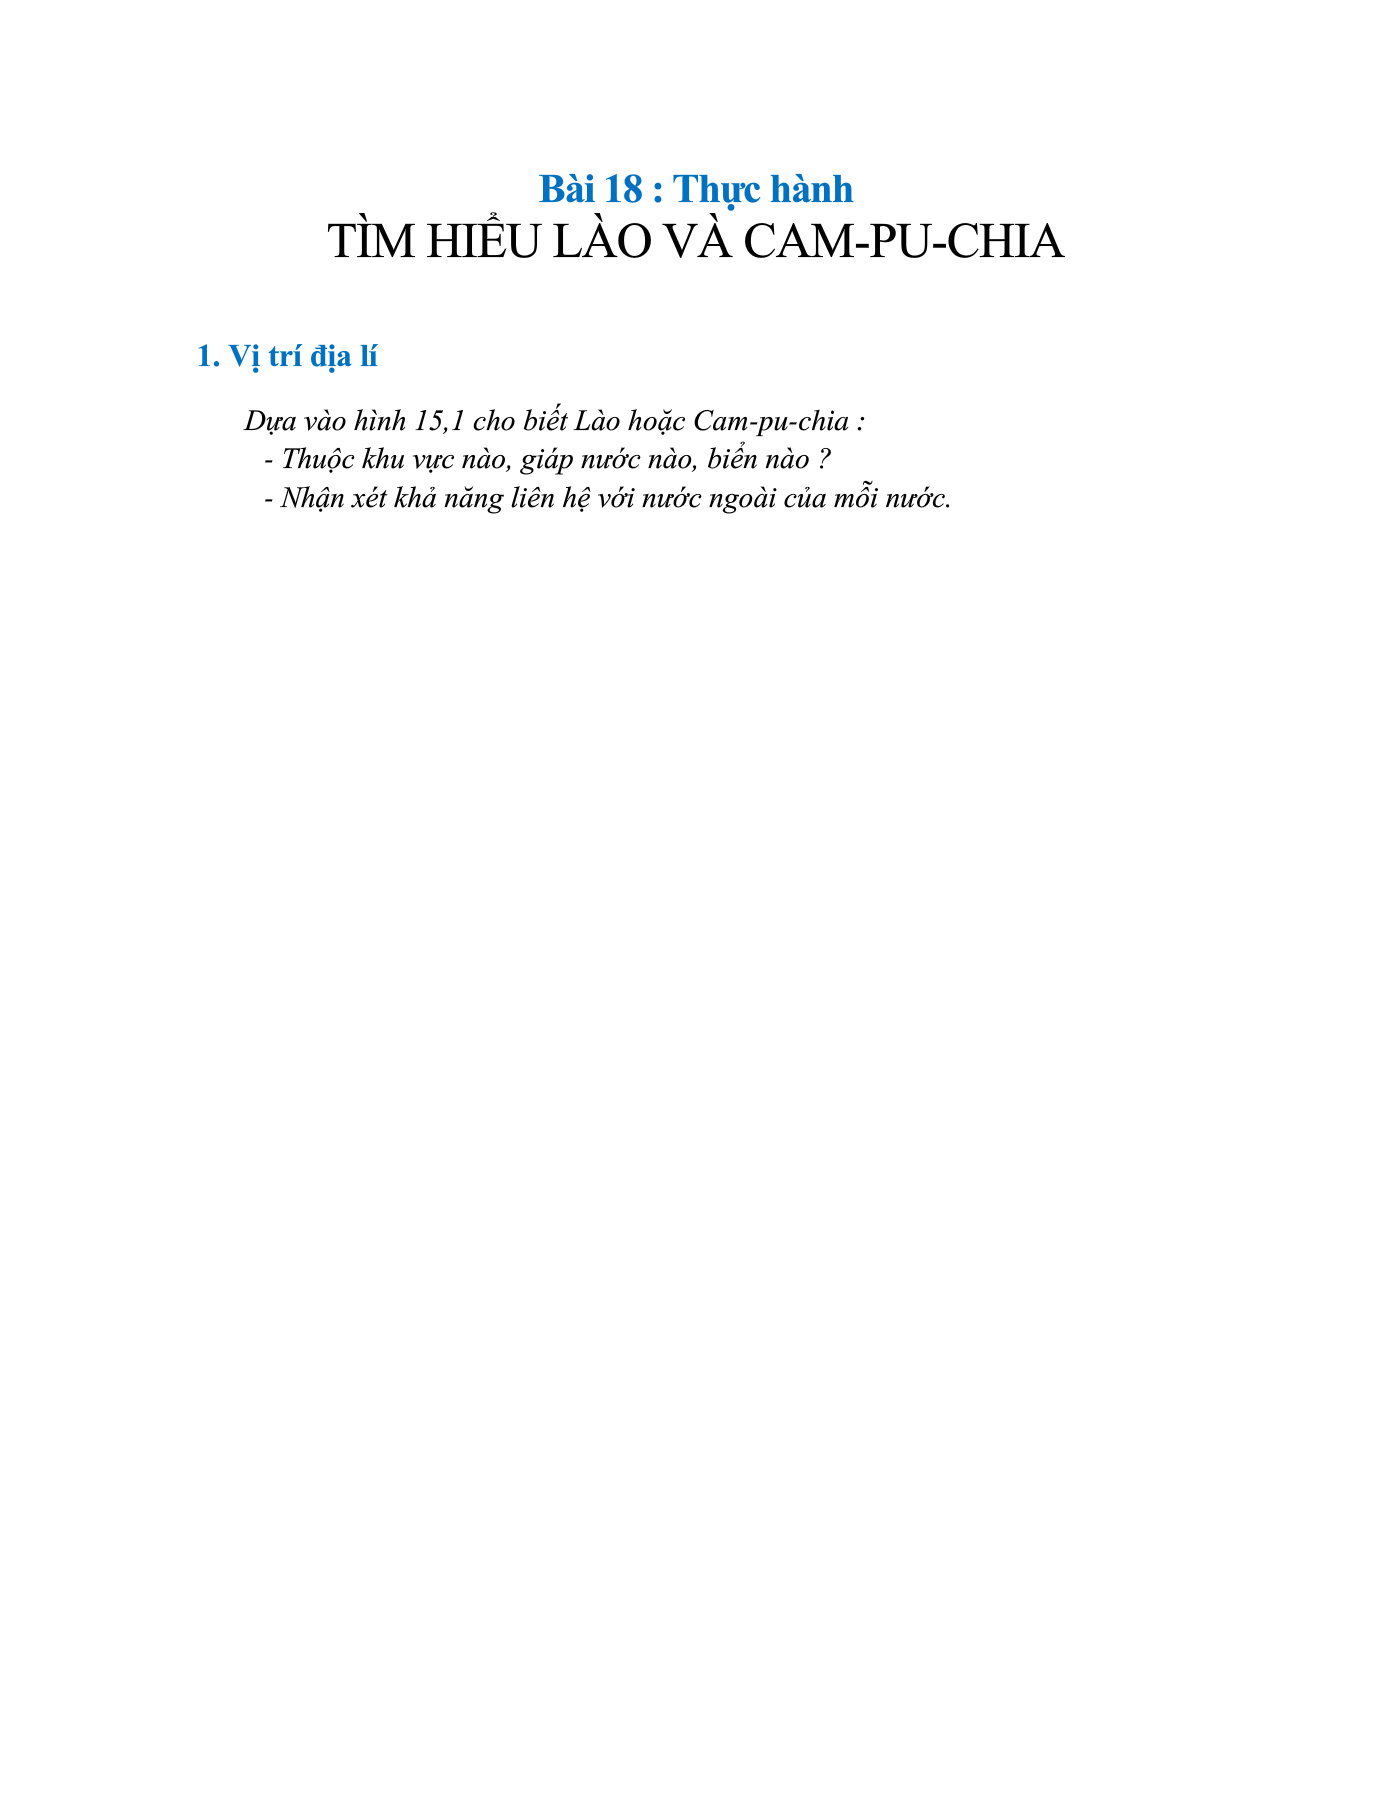 Bài 18 : Thực hành
TÌM HIỂU LÀO VÀ CAM-PU-CHIA
1. Vị trí địa lí
Dựa vào hình 15,1 cho biết Lào hoặc Cam-pu-chia :
- Thuộc khu vực nào, giáp nước nào, biển nào ?
- Nhận xét khả năng liên hệ với nước ngoài của mỗi nước.